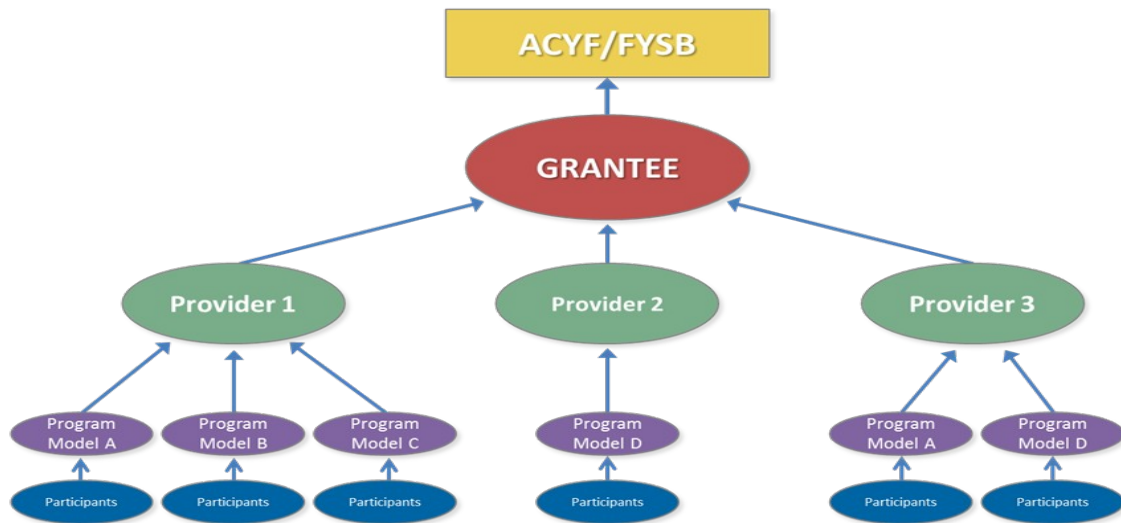 ACYF/FYSB
GRANTEE
Provider 1
Provider 2
Provider 3
Program
Model A
Program
Model B
Program
Model C
Program
Model D
Program
Model A
Program
Model D
Participants
Participants
Participants
Participants
Participants
Participants